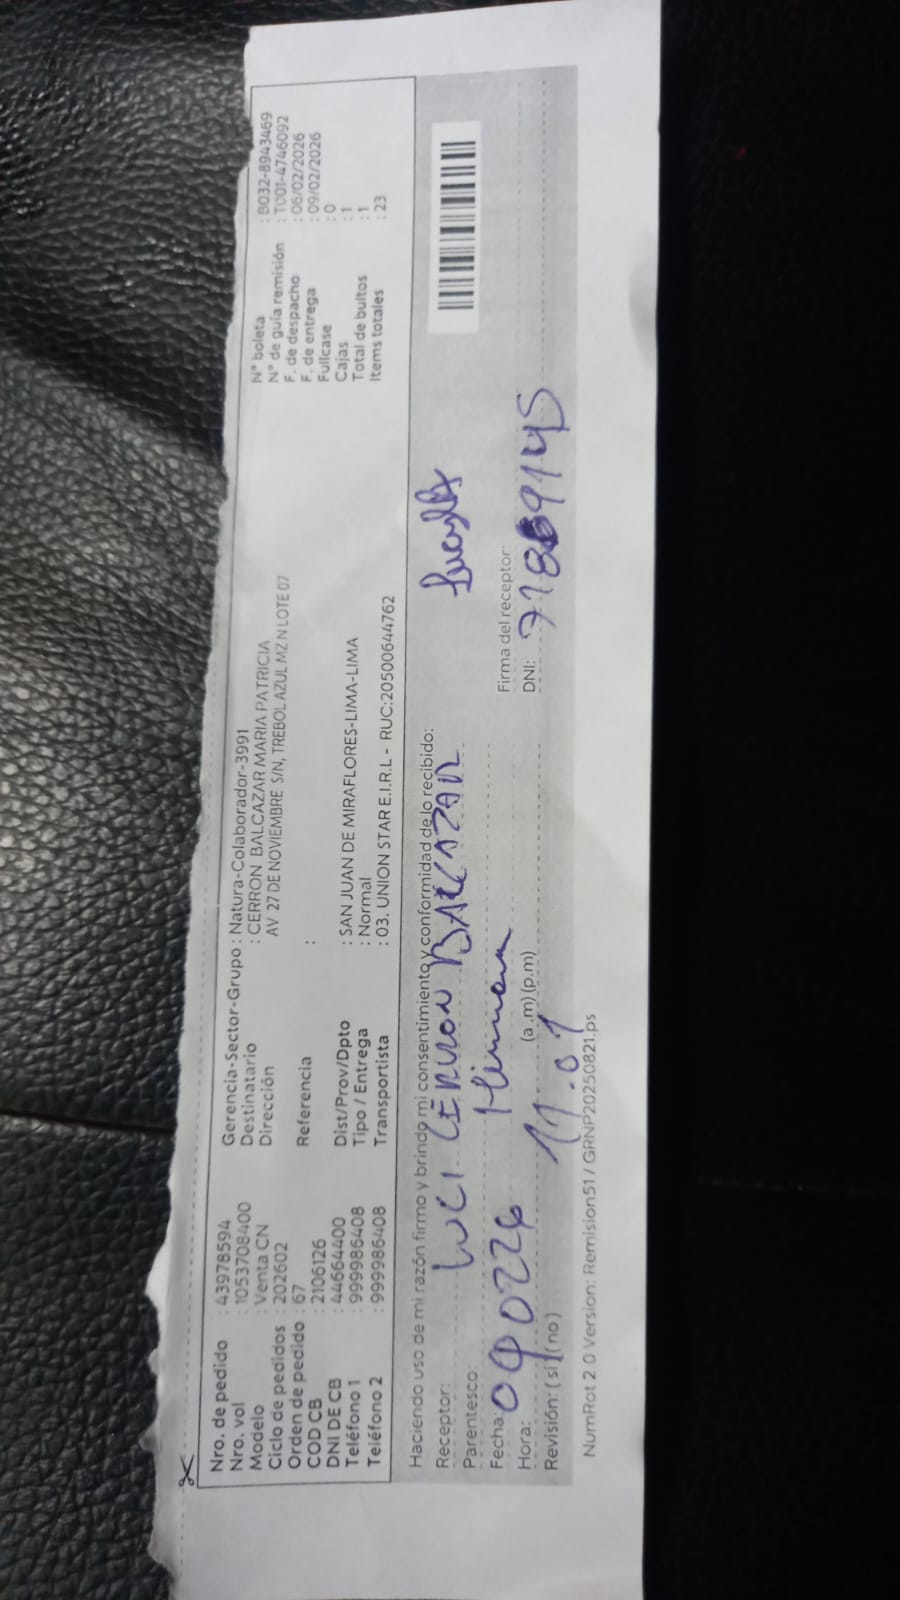 Nro. de pedido : 43978594
Nro. vol : 1053708400
Modelo : Venta CN
Ciclo de pedidos : 202602
Orden de pedido : 67
COD CB : 2106126
DNI DE CB : 44664400
Teléfono 1 : 999986408
Teléfono 2 : 999986408
Gerencia-Sector-Grupo : Natura-Colaborador-3991
Destinatario : CERRON BALCAZAR MARIA PATRICIA
Dirección AV 27 DE NOVIEMBRE S/N, TREBOL AZUL MZ N LOTE 07
Referencia :
Dist/Prov/Dpto : SAN JUAN DE MIRAFLORES-LIMA-LIMA
Tipo / Entrega : Normal
Transportista : 03. UNION STAR E.I.R.L - RUC:20500644762
N° boleta : B032-8943469
N° de guía remisión : T001-4746092
F. de despacho : 06/02/2026
F. de entrega : 09/02/2026
Fullcase : 0
Cajas : 1
Total de bultos : 1
Items totales : 23
Haciendo uso de mi razón firmo y brindo mi consentimiento y conformidad de lo recibido:
Receptor: LUCI CERRON BALCAZAR
Parentesco: Hermana
Fecha: 090226
Hora: 11.01 (a.m) (p.m)
Revisión: ( si ) ( no )
Firma del receptor:
DNI:
NumRot 2.0 Version: Remision51 / GRNP20250821.ps